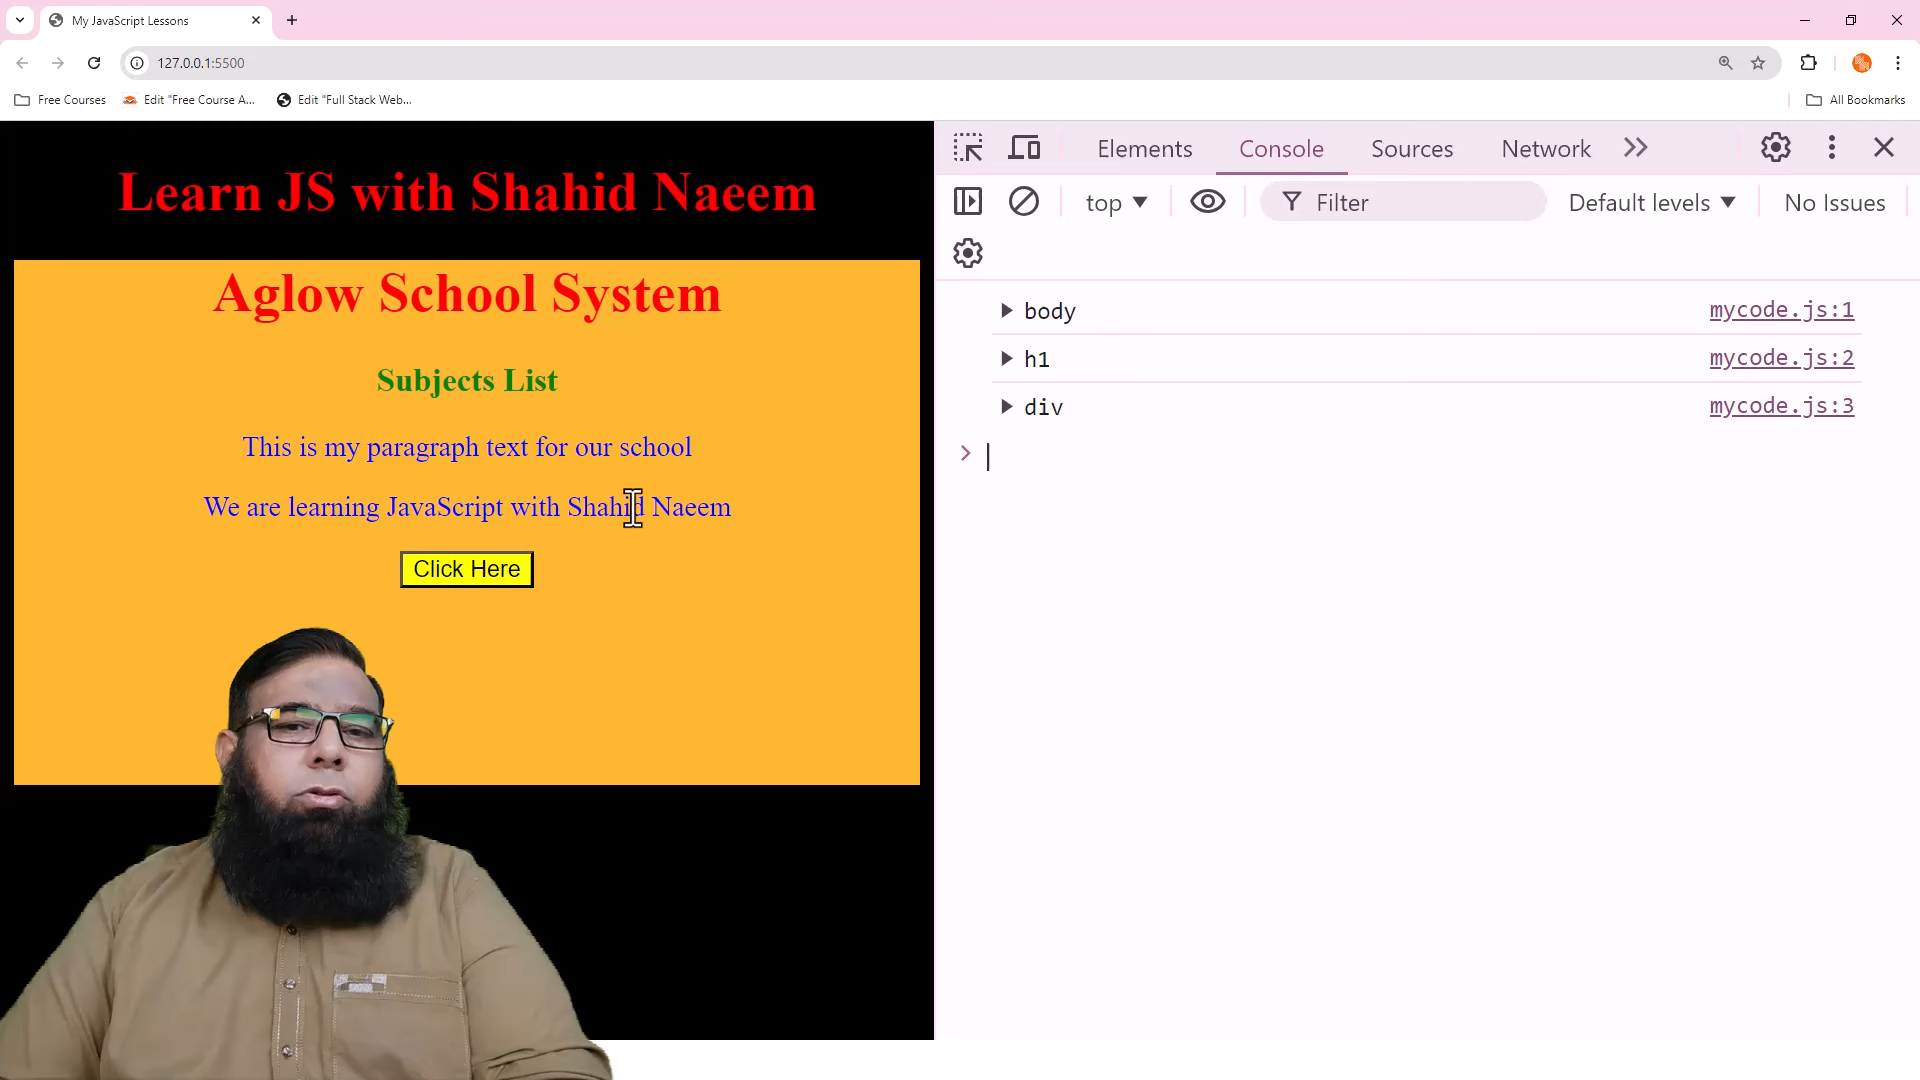 My JavaScript Lessons
127.0.0.1:5500
Free Courses
Edit "Free Course A...
Edit "Full Stack Web...
All Bookmarks
Learn JS with Shahid Naeem
Aglow School System
Subjects List
This is my paragraph text for our school
We are learning JavaScript with Shahid Naeem
Click Here
Elements
Console
Sources
Network
top
Filter
Default levels
No Issues
body
mycode.js:1
h1
mycode.js:2
div
mycode.js:3